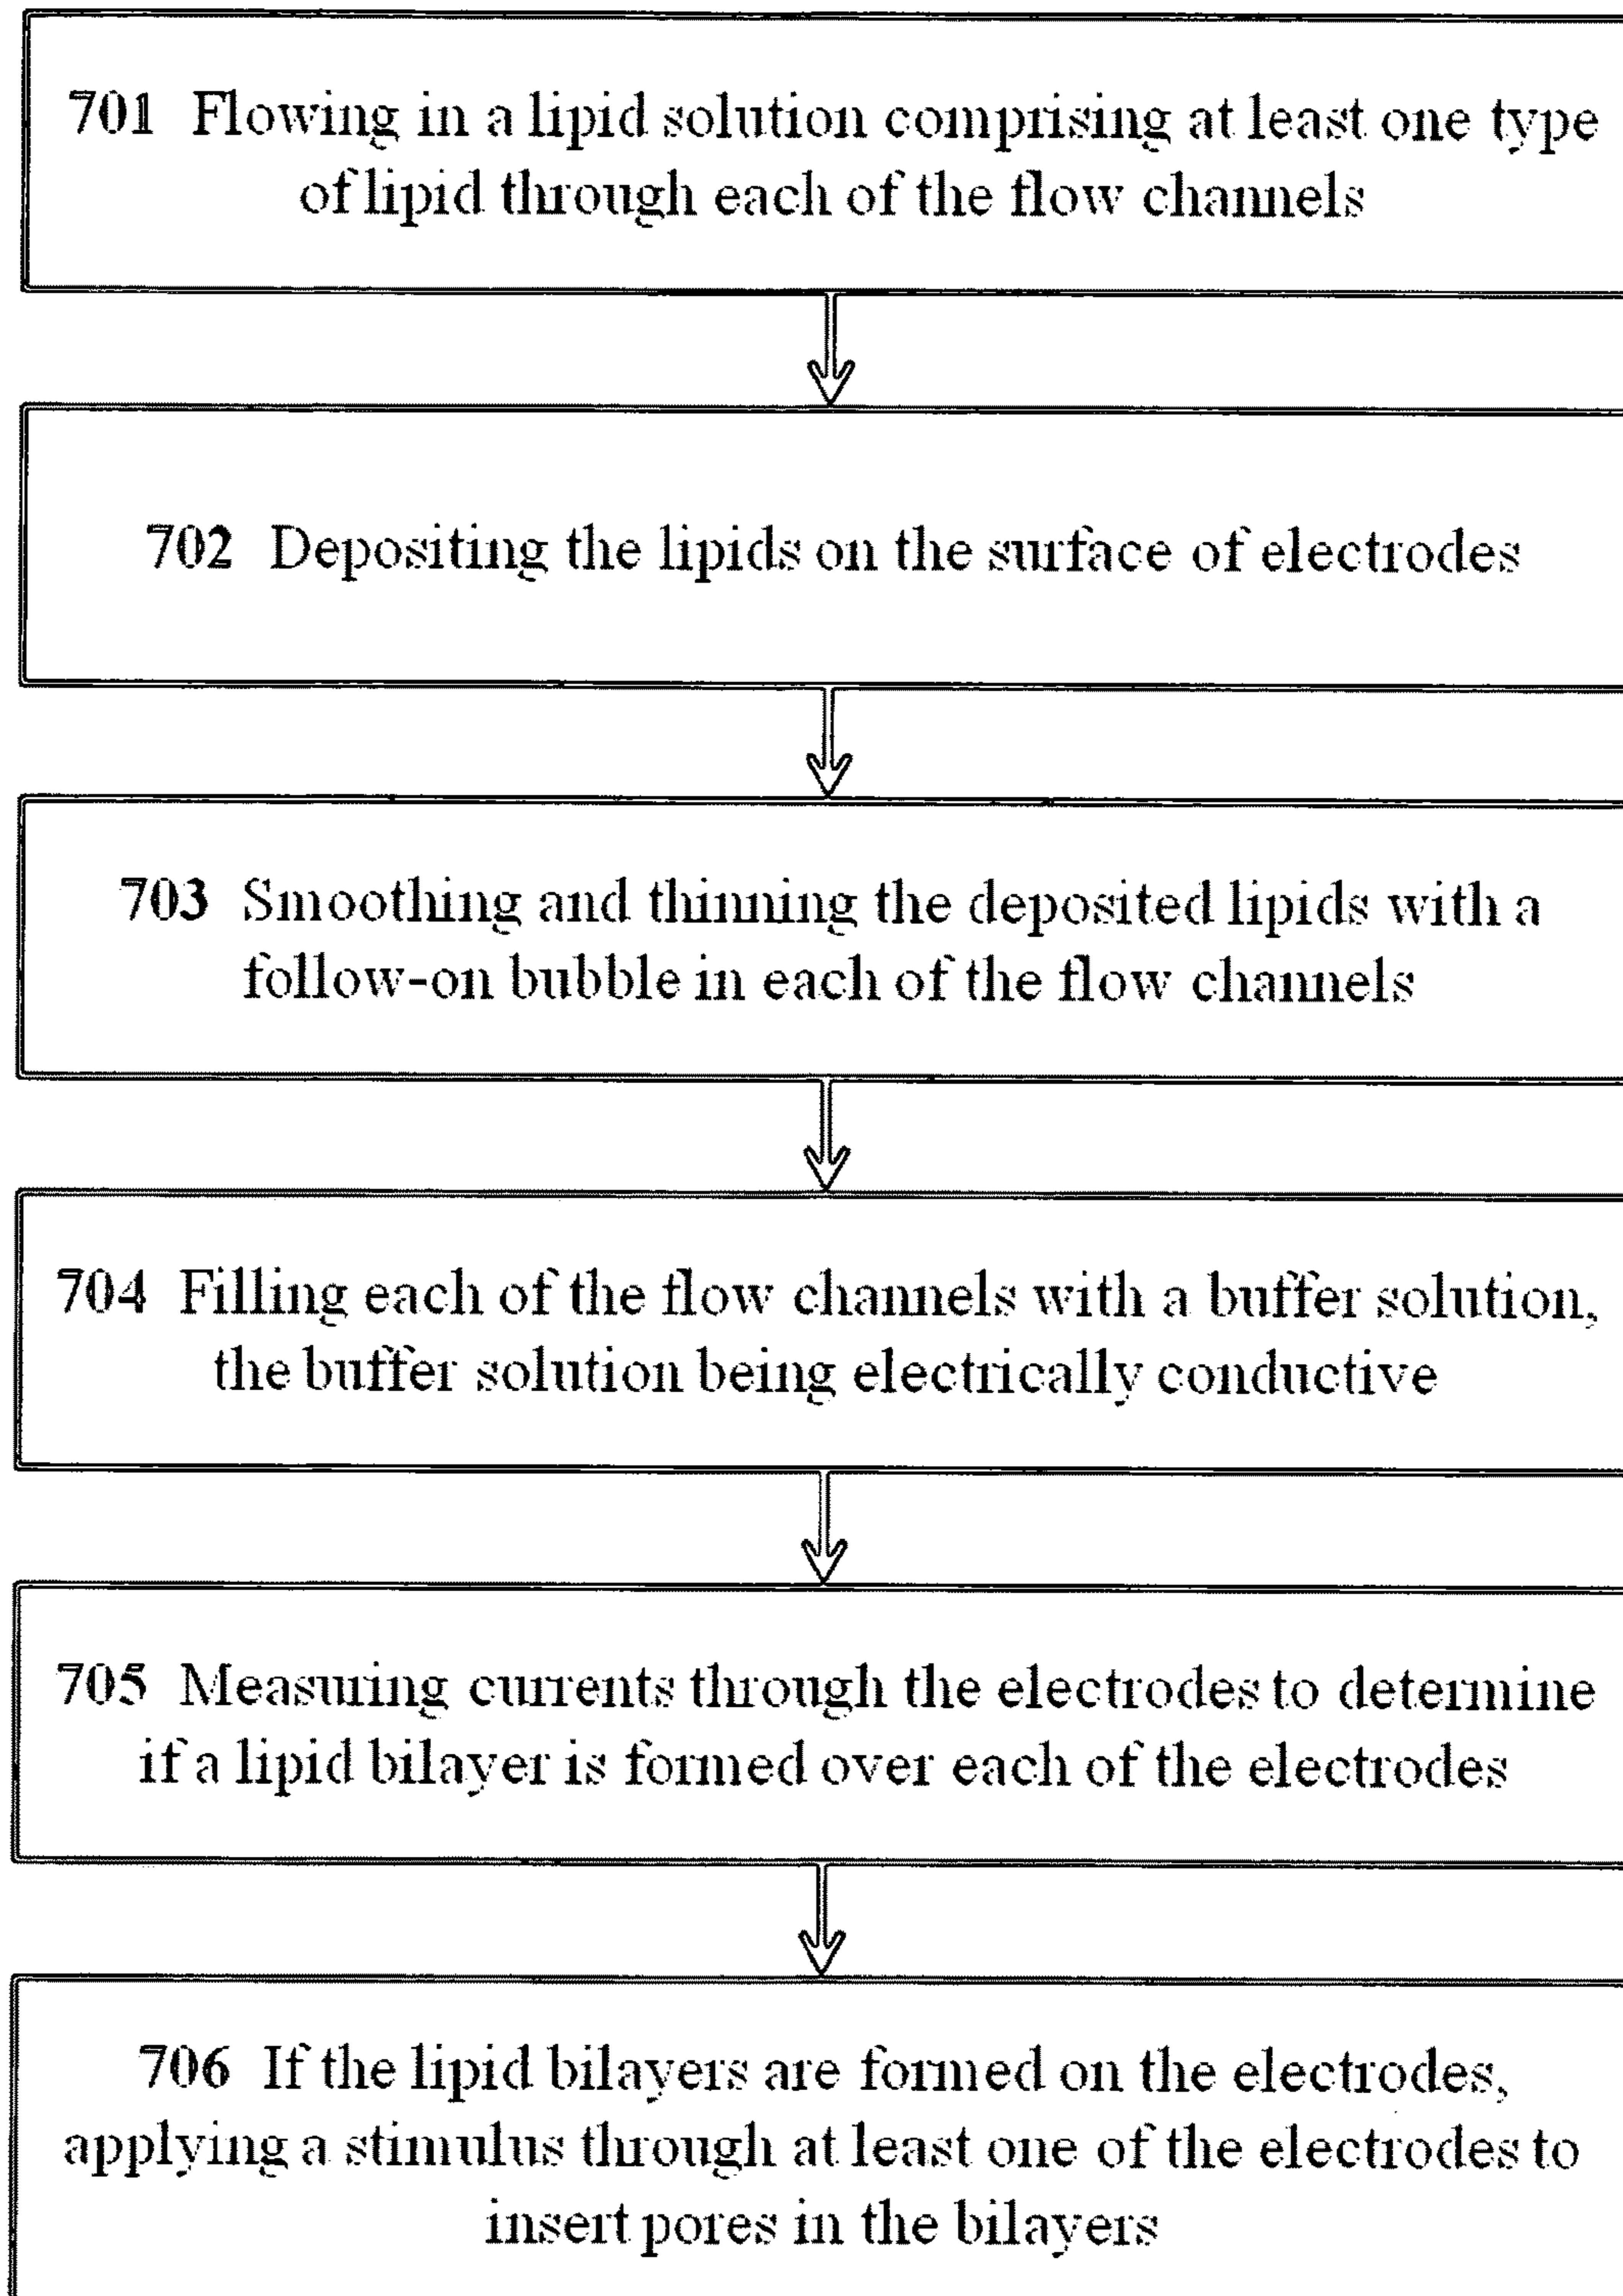 701 Flowing in a lipid solution comprising at least one type
of lipid through each of the flow channels
702 Depositing the lipids on the surface of electrodes
703 Smoothing and thinning the deposited lipids with a
follow-on bubble in each of the flow channels
704 Filling each of the flow channels with a buffer solution,
the buffer solution being electrically conductive
705 Measuring currents through the electrodes to determine
if a lipid bilayer is formed over each of the electrodes
706 If the lipid bilayers are formed on the electrodes,
applying a stimulus through at least one of the electrodes to
insert pores in the bilayers